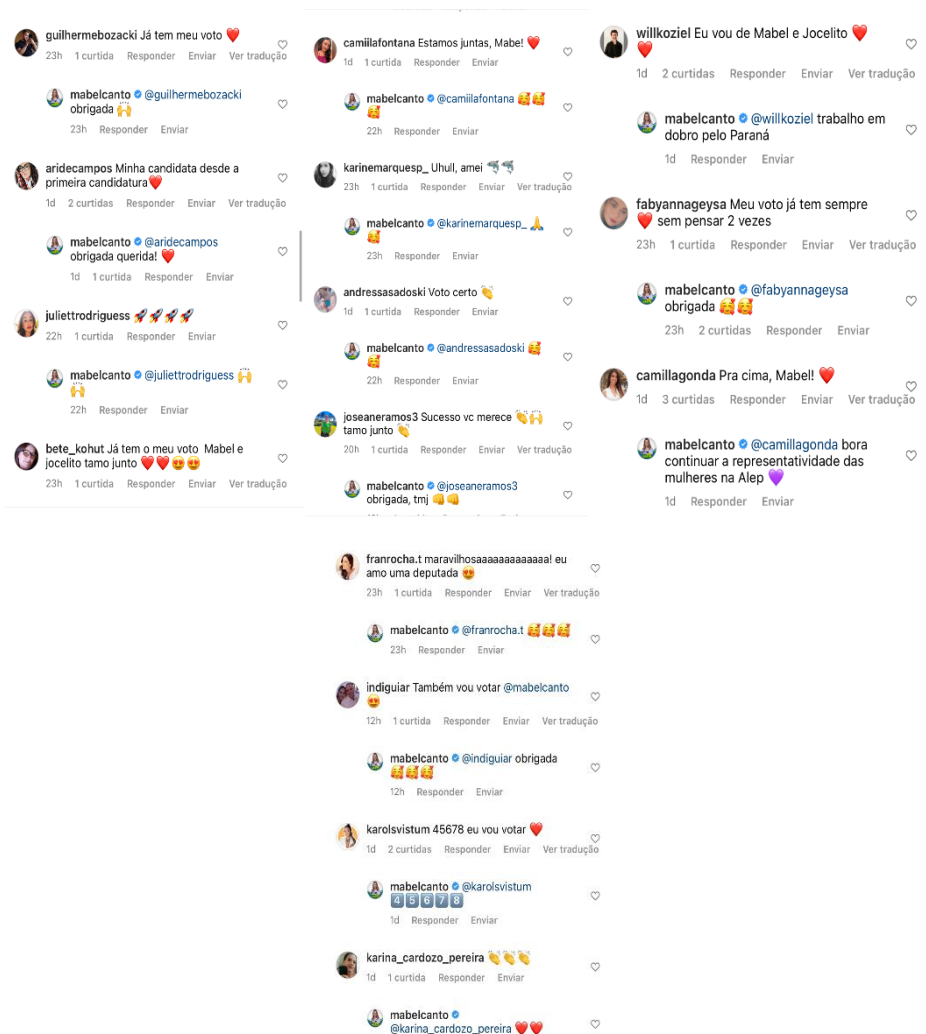 guilhermebozacki Já tem meu voto ❤️
23h 1 curtida Responder Enviar Ver tradução
mabelcanto @guilhermebozacki
obrigada 🙌
23h Responder Enviar
aridecampos Minha candidata desde a
primeira candidatura❤️
1d 2 curtidas Responder Enviar Ver tradução
mabelcanto @aridecampos
obrigada querida! ❤️
1d 1 curtida Responder Enviar
juliettrodriguess 🚀🚀🚀🚀
22h 1 curtida Responder Enviar
mabelcanto @juliettrodriguess 🙌
🙌
22h Responder Enviar
bete_kohut Já tem o meu voto Mabel e
jocelito tamo junto ❤️❤️😍😍
23h 1 curtida Responder Enviar Ver tradução
camiilafontana Estamos juntas, Mabe! ❤️
1d 1 curtida Responder Enviar
mabelcanto @camiilafontana 🥰🥰
🥰
22h Responder Enviar
karinemarquesp_ Uhull, amei 🦈🦈
23h 1 curtida Responder Enviar Ver tradução
mabelcanto @karinemarquesp_ 🙏
🥰
23h Responder Enviar
andressasadoski Voto certo 👏
1d 1 curtida Responder Enviar
mabelcanto @andressasadoski 🥰
🥰
22h Responder Enviar
joseaneramos3 Sucesso vc merece 👏🙌
tamo junto 👏
20h 1 curtida Responder Enviar Ver tradução
mabelcanto @joseaneramos3
obrigada, tmj 👊👊
willkoziel Eu vou de Mabel e Jocelito ❤️
❤️
1d 2 curtidas Responder Enviar Ver tradução
mabelcanto @willkoziel trabalho em
dobro pelo Paraná
1d Responder Enviar
fabyannageysa Meu voto já tem sempre
❤️ sem pensar 2 vezes
23h 1 curtida Responder Enviar Ver tradução
mabelcanto @fabyannageysa
obrigada 🥰🥰
23h 2 curtidas Responder Enviar
camillagonda Pra cima, Mabel! ❤️
1d 3 curtidas Responder Enviar Ver tradução
mabelcanto @camillagonda bora
continuar a representatividade das
mulheres na Alep 💜
1d Responder Enviar
franrocha.t maravilhosaaaaaaaaaaaaa! eu
amo uma deputada 😍
23h 1 curtida Responder Enviar Ver tradução
mabelcanto @franrocha.t 🥰🥰🥰
23h Responder Enviar
indiguiar Também vou votar @mabelcanto
😍
12h 1 curtida Responder Enviar Ver tradução
mabelcanto @indiguiar obrigada
🥰🥰🥰
12h Responder Enviar
karolsvistum 45678 eu vou votar ❤️
1d 2 curtidas Responder Enviar Ver tradução
mabelcanto @karolsvistum
4️⃣5️⃣6️⃣7️⃣8️⃣
1d Responder Enviar
karina_cardozo_pereira 👏👏👏
1d 1 curtida Responder Enviar
mabelcanto
@karina_cardozo_pereira ❤️❤️